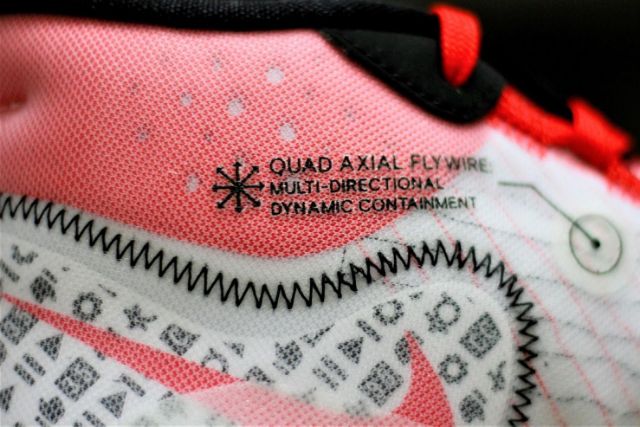 QUAD AXIAL FLYWIRE:
MULTI-DIRECTIONAL
DYNAMIC CONTAINMENT